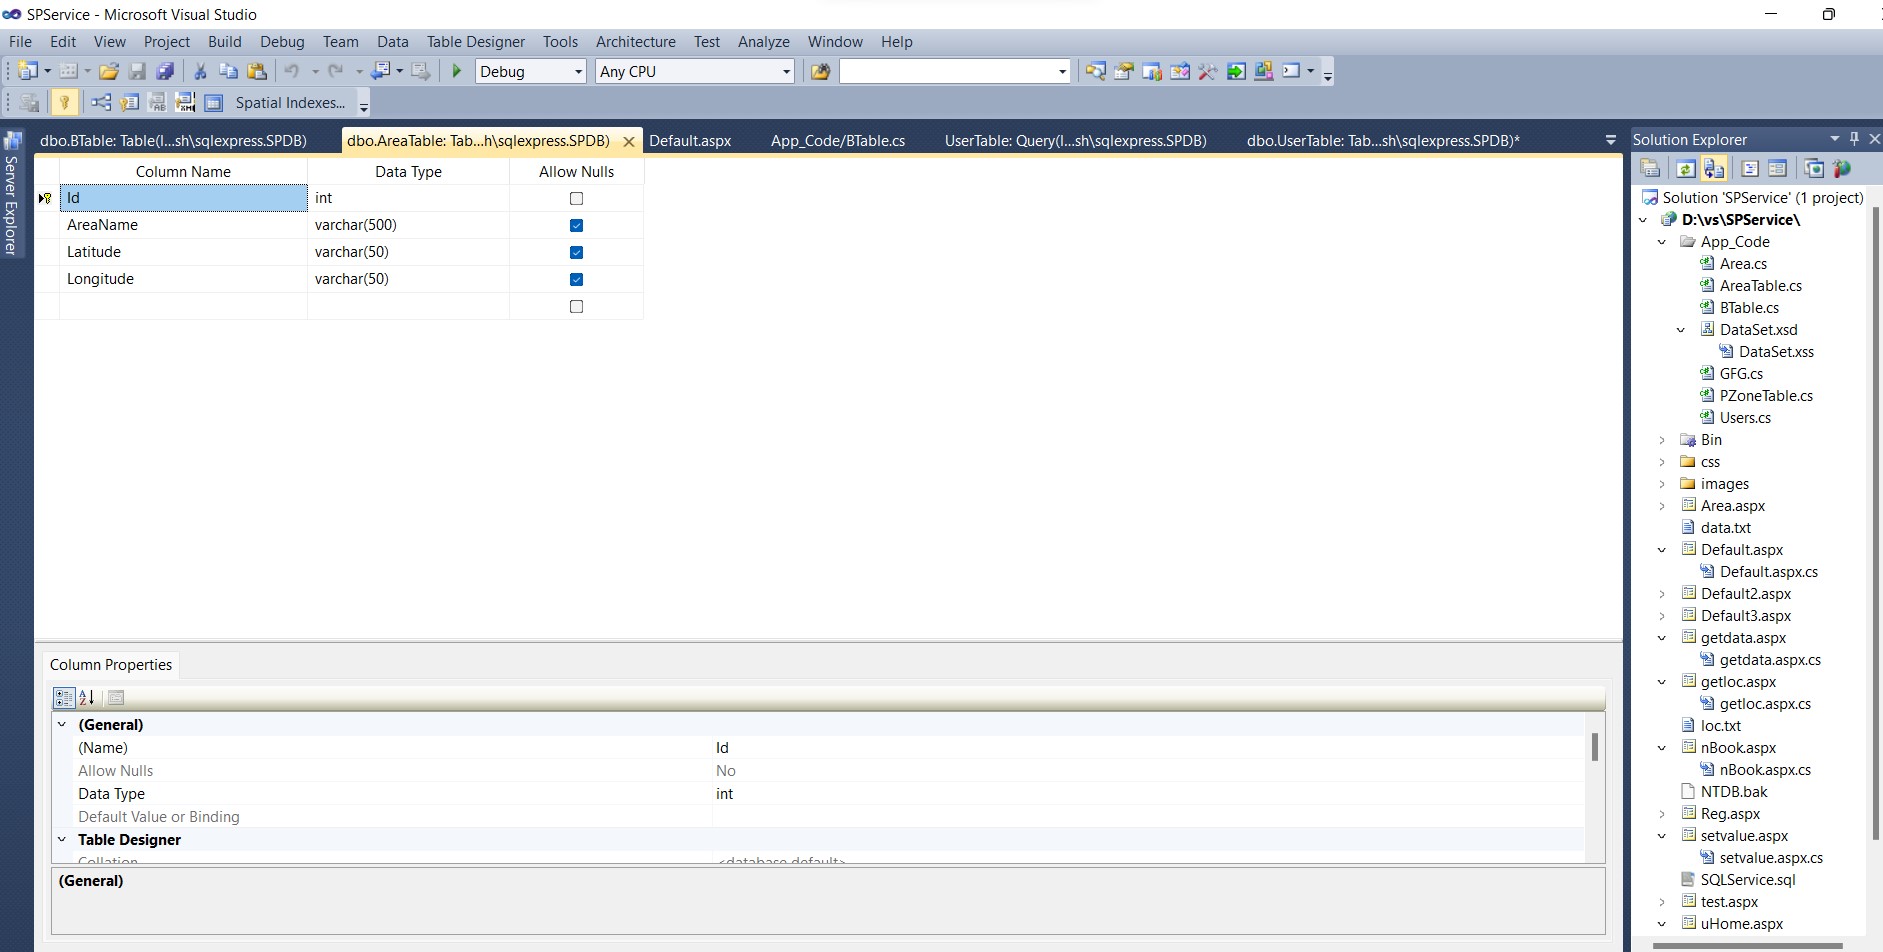 SPService - Microsoft Visual Studio
File Edit View Project Build Debug Team Data Table Designer Tools Architecture Test Analyze Window Help
Debug Any CPU
Spatial Indexes...
Server Explorer
dbo.BTable: Table(l...sh\sqlexpress.SPDB) dbo.AreaTable: Tab...h\sqlexpress.SPDB) Default.aspx App_Code/BTable.cs UserTable: Query(l...sh\sqlexpress.SPDB) dbo.UserTable: Tab...sh\sqlexpress.SPDB)*
Column Name Data Type Allow Nulls
Id int
AreaName varchar(500)
Latitude varchar(50)
Longitude varchar(50)
Column Properties
(General)
(Name) Id
Allow Nulls No
Data Type int
Default Value or Binding
Table Designer
Collation <database default>
(General)
Solution Explorer
Solution 'SPService' (1 project)
D:\vs\SPService\
App_Code
Area.cs
AreaTable.cs
BTable.cs
DataSet.xsd
DataSet.xss
GFG.cs
PZoneTable.cs
Users.cs
Bin
css
images
Area.aspx
data.txt
Default.aspx
Default.aspx.cs
Default2.aspx
Default3.aspx
getdata.aspx
getdata.aspx.cs
getloc.aspx
getloc.aspx.cs
loc.txt
nBook.aspx
nBook.aspx.cs
NTDB.bak
Reg.aspx
setvalue.aspx
setvalue.aspx.cs
SQLService.sql
test.aspx
uHome.aspx